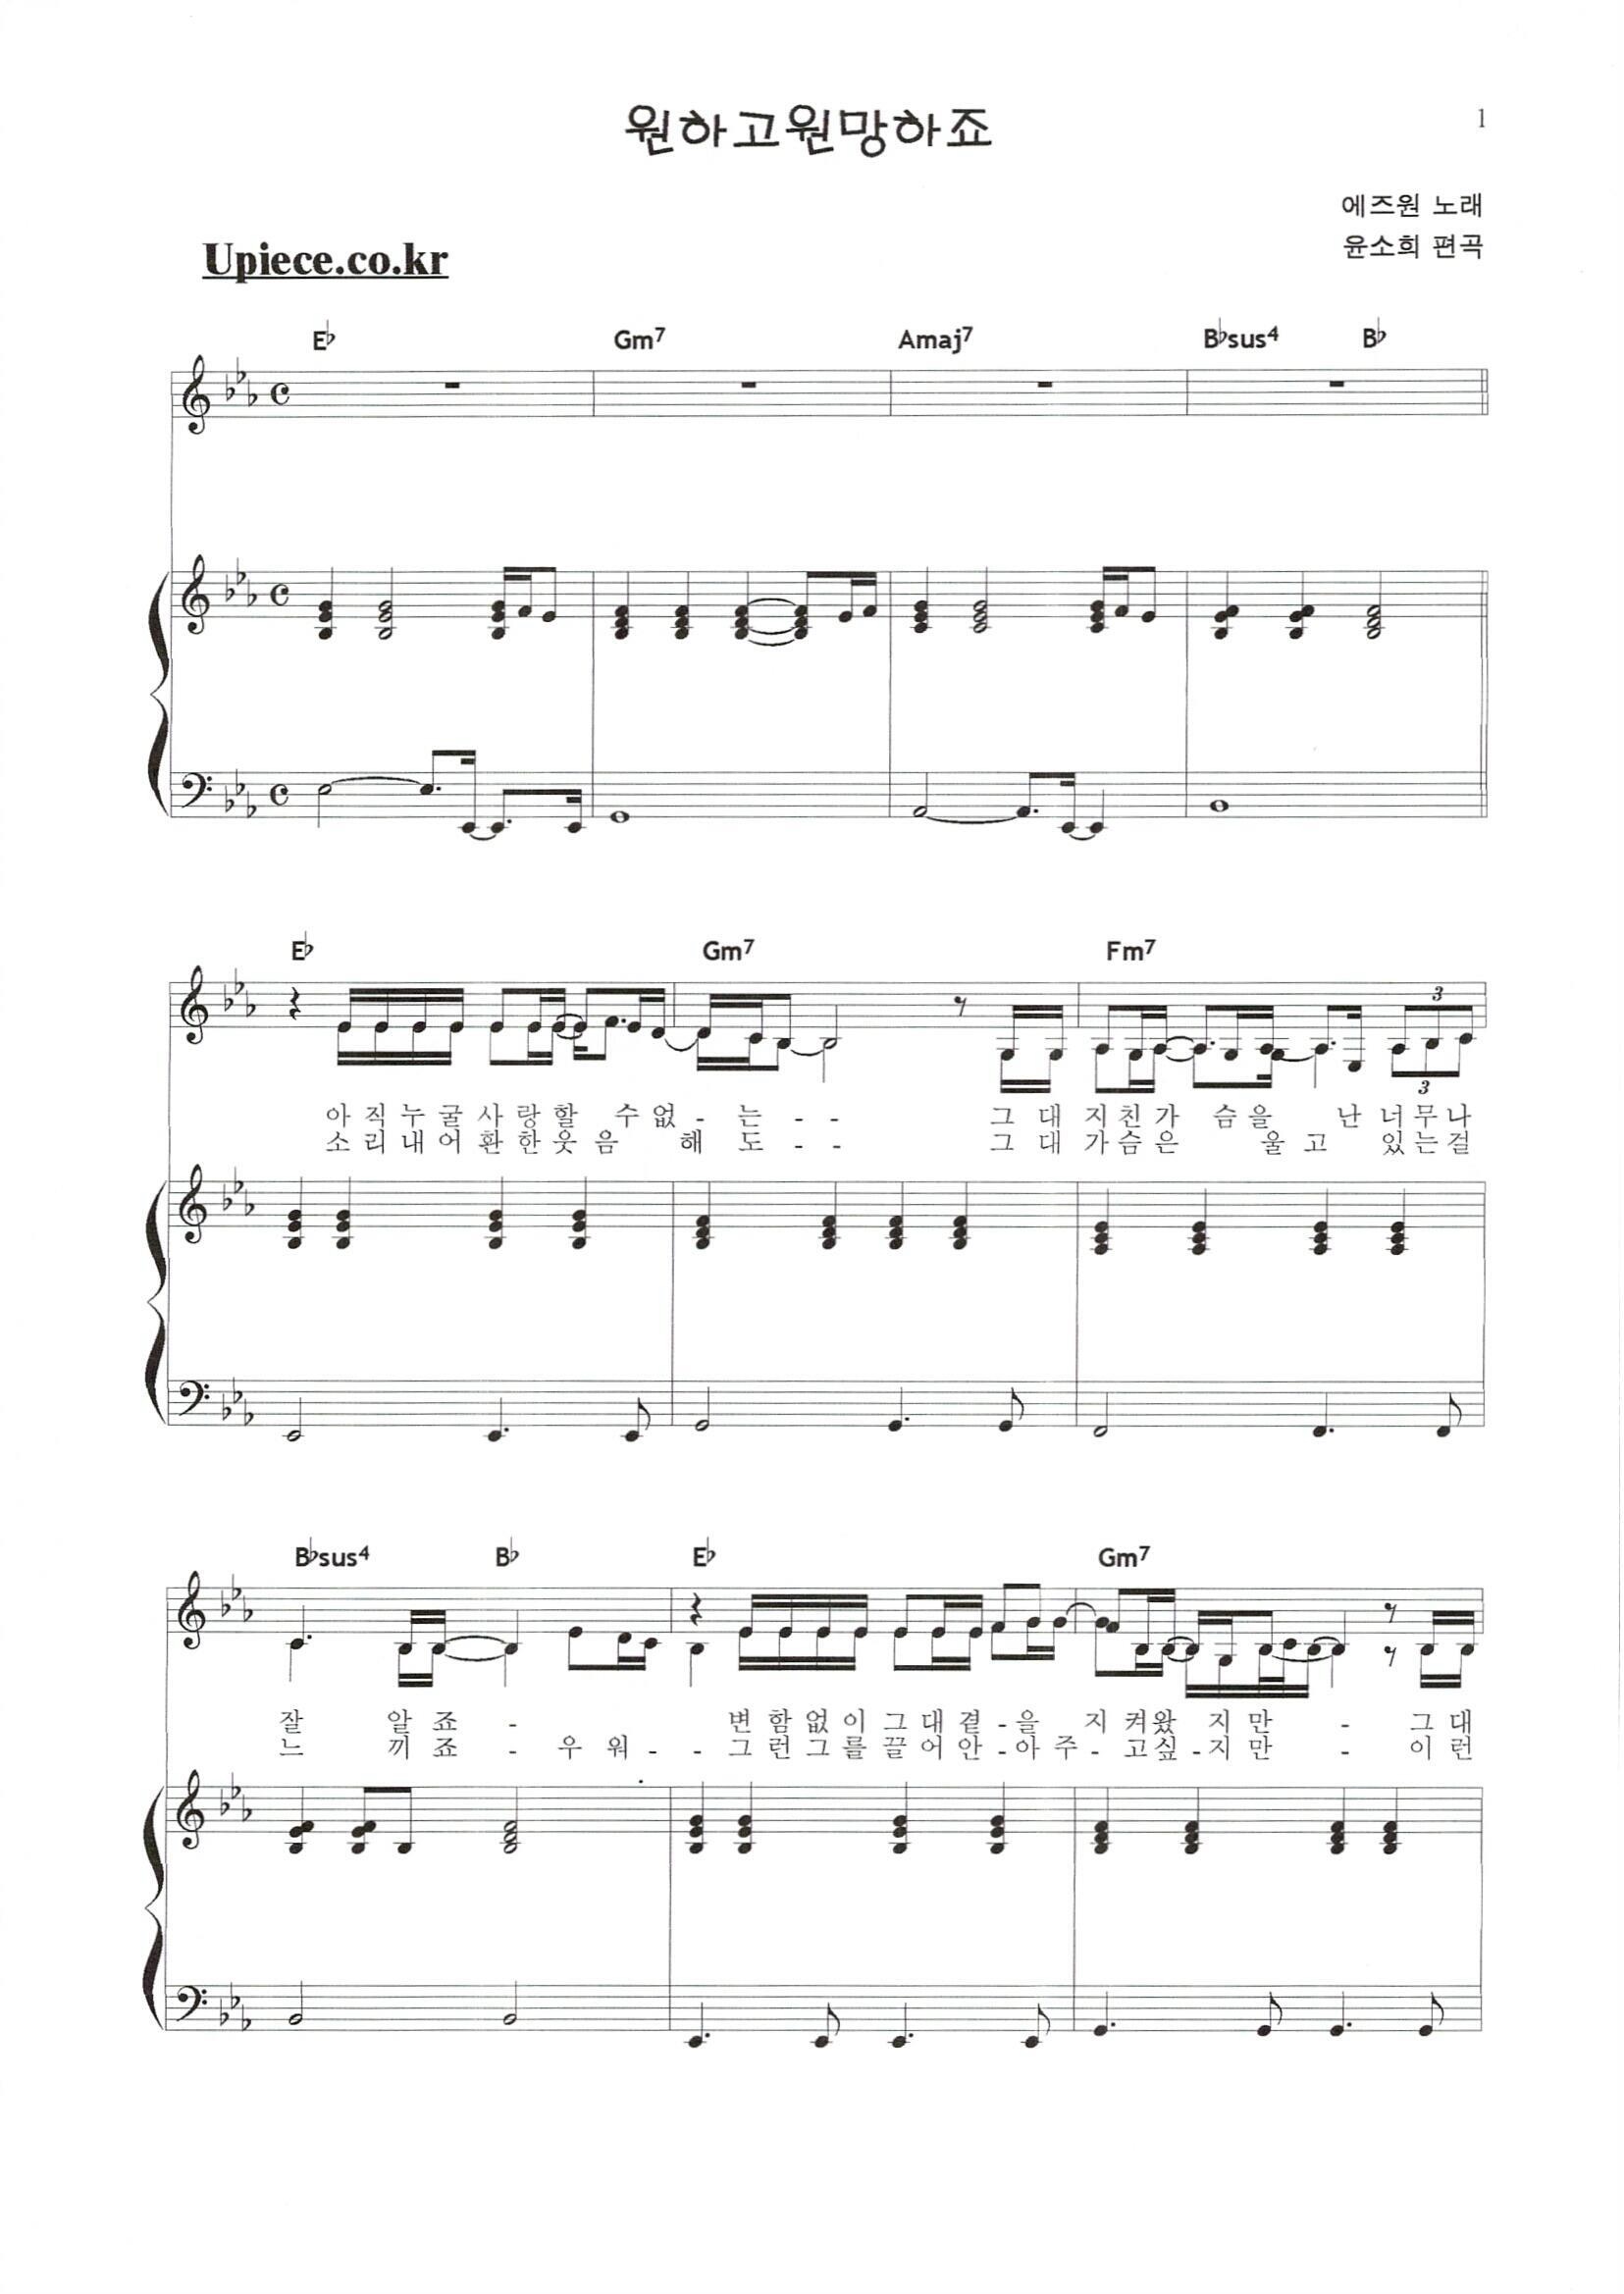 원하고원망하죠
1
에즈원 노래
윤소희 편곡
Upiece.co.kr
E♭ Gm7 Amaj7 B♭sus4 B♭
E♭ Gm7 Fm7
3
3
아 직 누 굴 사 랑 할 수 없 - 는 - - 그 대 지 친 가 슴 을 난 너 무 나
소 리 내 어 환 한 웃 음 해 도 - - 그 대 가 슴 은 울 고 있 는 걸
B♭sus4 B♭ E♭ Gm7
잘 알 죠 - 변 함 없 이 그 대 곁 - 을 지 켜 왔 지 만 - 그 대
느 끼 죠 - 우 워 - - 그 런 그 를 끌 어 안 - 아 주 - 고 싶 - 지 만 - 이 런